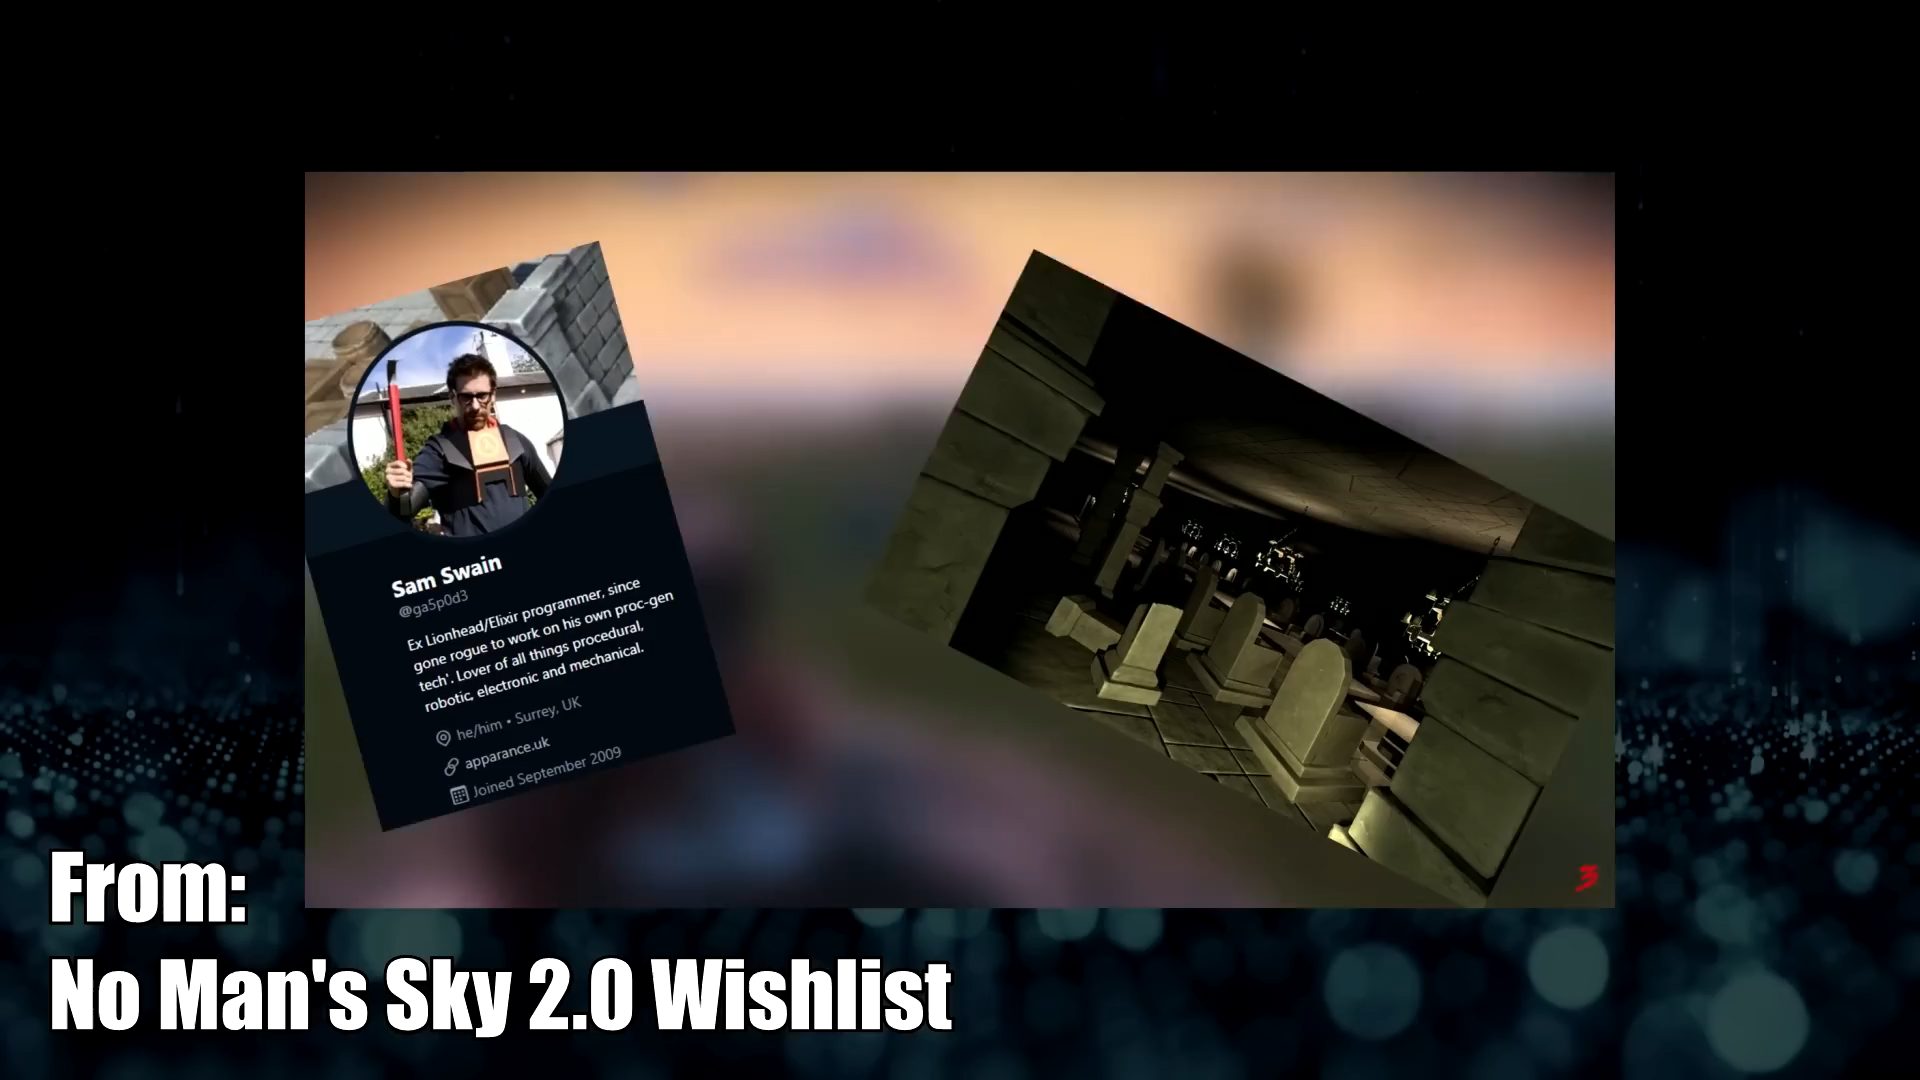 Sam Swain
@ga5p0d3
Ex Lionhead/Elixir programmer, since
gone rogue to work on his own proc-gen
tech'. Lover of all things procedural,
robotic, electronic and mechanical.
he/him • Surrey, UK
apparance.uk
Joined September 2009
3
From:
No Man's Sky 2.0 Wishlist